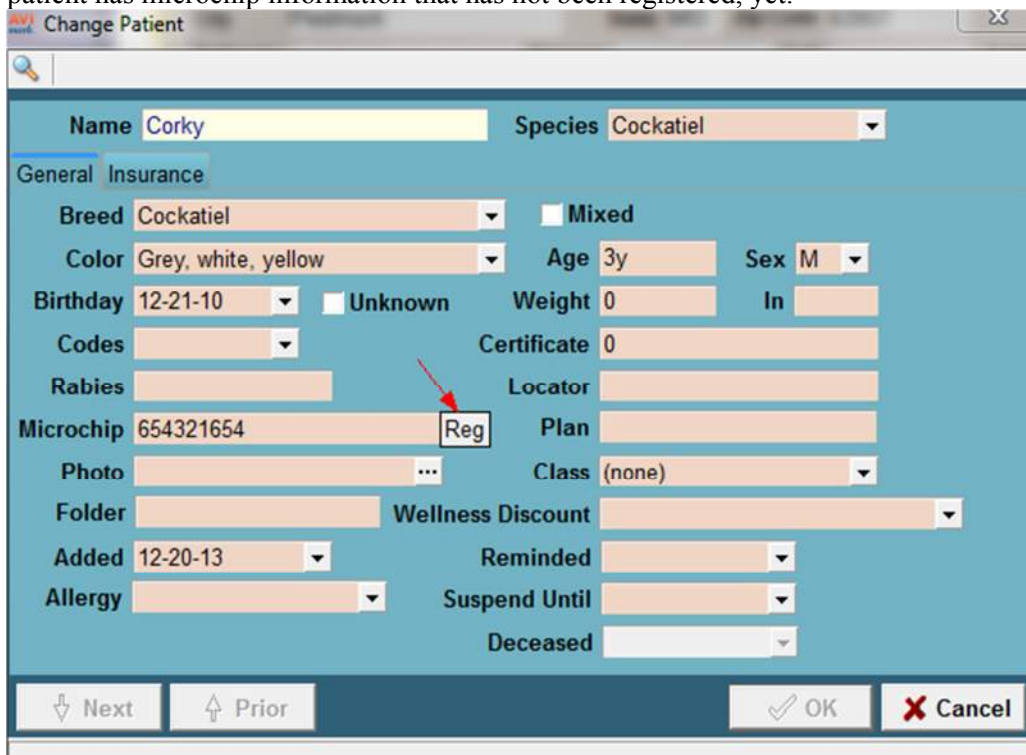 patient has microchip information that has not been registered, yet.
AVI
mark
Change Patient
Name Corky Species Cockatiel
General Insurance
Breed Cockatiel Mixed
Color Grey, white, yellow Age 3y Sex M
Birthday 12-21-10 Unknown Weight 0 In
Codes Certificate 0
Rabies Locator
Microchip 654321654 Reg Plan
Photo ... Class (none)
Folder Wellness Discount
Added 12-20-13 Reminded
Allergy Suspend Until
Deceased
Next Prior OK Cancel